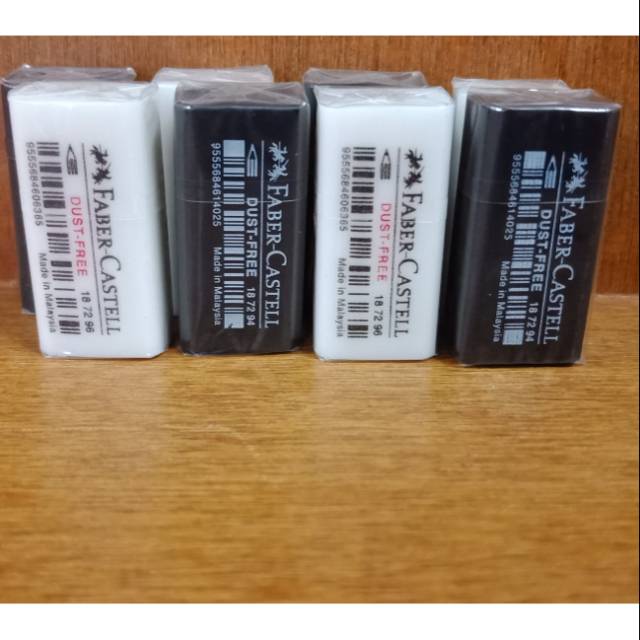 FABER-CASTELL
DUST-FREE 18 72 96
Made in Malaysia
9555684606365
FABER-CASTELL
DUST-FREE 18 72 94
Made in Malaysia
9555684614025
FABER-CASTELL
DUST-FREE 18 72 96
Made in Malaysia
9555684606365
FABER-CASTELL
DUST-FREE 18 72 94
Made in Malaysia
9555684614025